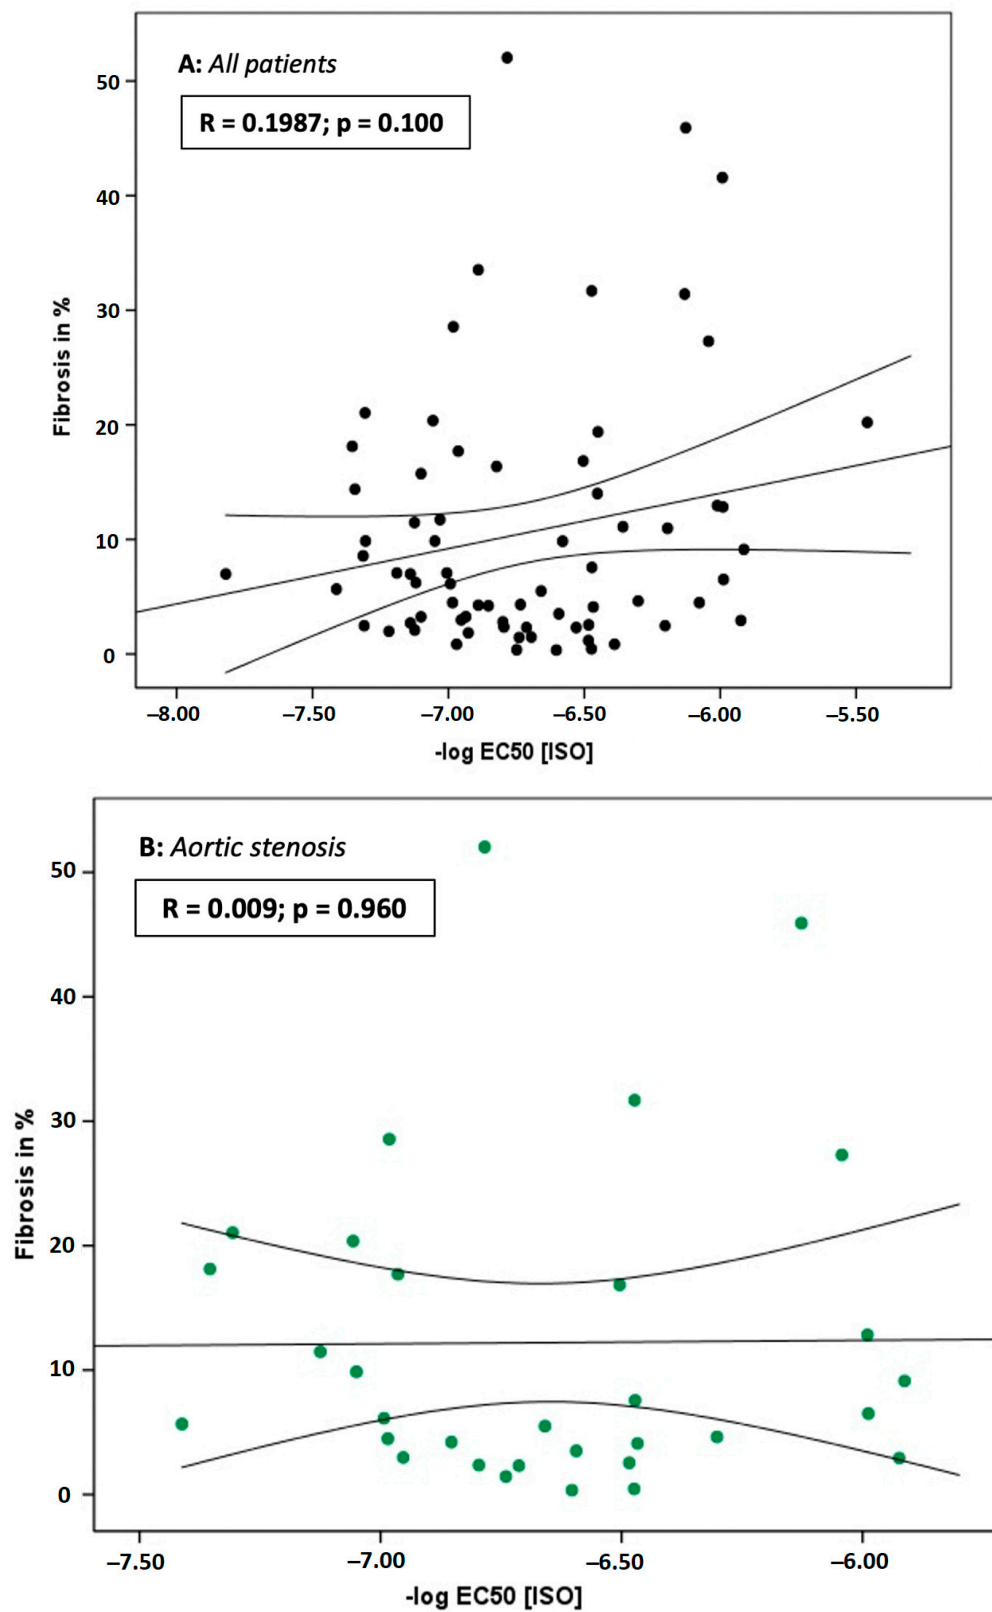 A: All patients
R = 0.1987; p = 0.100
50
40
30
20
10
0
Fibrosis in %
−8.00 −7.50 −7.00 −6.50 −6.00 −5.50
-log EC50 [ISO]
B: Aortic stenosis
R = 0.009; p = 0.960
50
40
30
20
10
0
Fibrosis in %
−7.50 −7.00 −6.50 −6.00
-log EC50 [ISO]